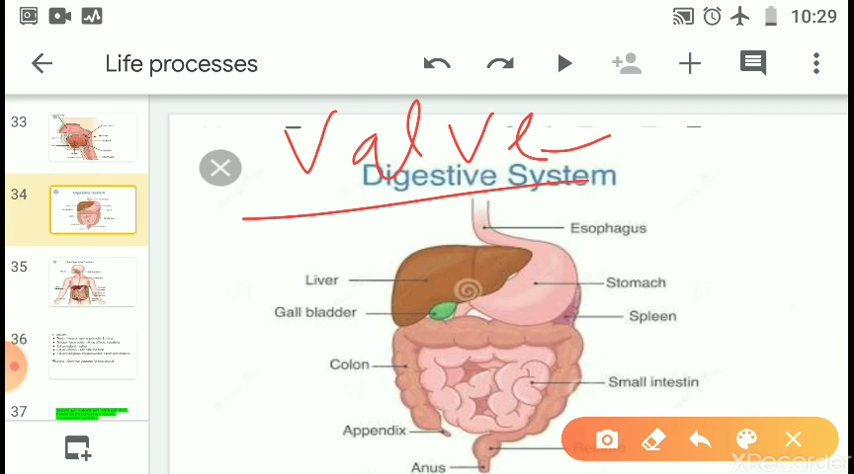 10:29
Life processes
33
34
35
36
37
Valve
Digestive System
Esophagus
Liver
Stomach
Gall bladder
Spleen
Colon
Small intestin
Appendix
Anus
XRecorder